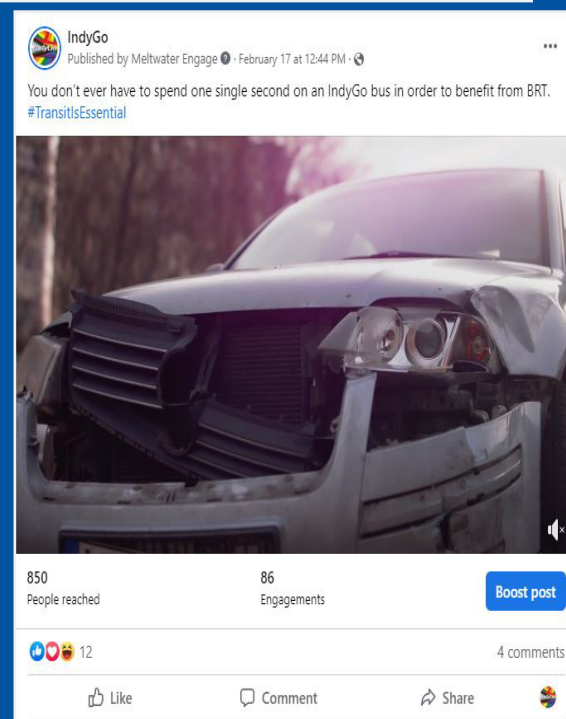 IndyGo
Published by Meltwater Engage · February 17 at 12:44 PM ·
You don't ever have to spend one single second on an IndyGo bus in order to benefit from BRT.
#TransitIsEssential
850
People reached
86
Engagements
Boost post
12
4 comments
Like
Comment
Share